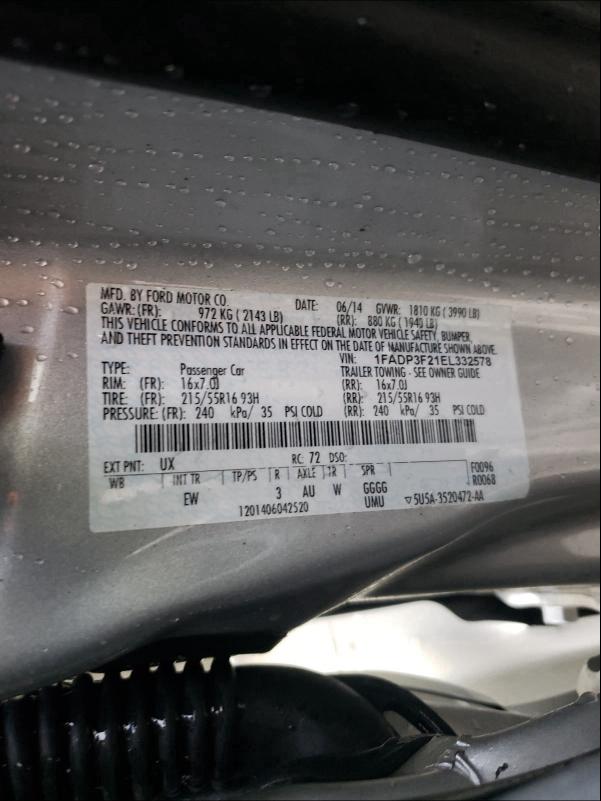 MFD. BY FORD MOTOR CO. DATE: 06/14 GVWR: 1810 KG ( 3990 LB)
GAWR: (FR): 972 KG ( 2143 LB) (RR): 880 KG ( 1940 LB)
THIS VEHICLE CONFORMS TO ALL APPLICABLE FEDERAL MOTOR VEHICLE SAFETY, BUMPER,
AND THEFT PREVENTION STANDARDS IN EFFECT ON THE DATE OF MANUFACTURE SHOWN ABOVE.
VIN: 1FADP3F21EL332578
TYPE: Passenger Car TRAILER TOWING - SEE OWNER GUIDE
RIM: (FR): 16x7.0J (RR): 16x7.0J
TIRE: (FR): 215/55R16 93H (RR): 215/55R16 93H
PRESSURE: (FR): 240 kPa/ 35 PSI COLD (RR): 240 kPa/ 35 PSI COLD
EXT PNT: UX RC: 72 DSO: F0096
WB INT TR TP/PS R AXLE TR SPR R0068
EW 3 AU W GGGG
UMU ▽5U5A-3520472-AA
1201406042520